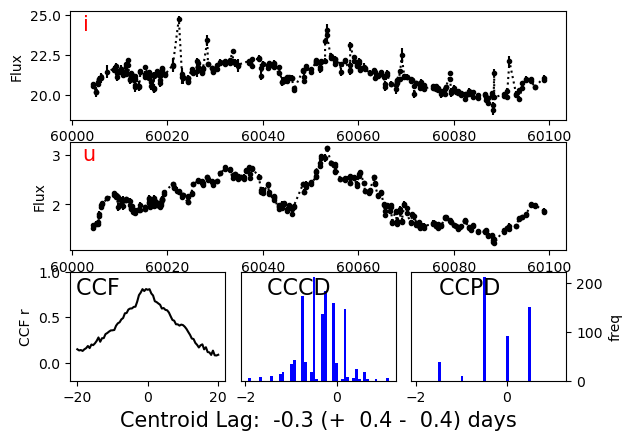 i
Flux
25.0
22.5
20.0
60000 60020 60040 60060 60080 60100
u
Flux
3
2
60000 60020 60040 60060 60080 60100
CCF
CCF r
1.0
0.5
0.0
−20 0 20
CCCD
−2 0
CCPD
−2 0
200
100
0
freq
Centroid Lag: -0.3 (+ 0.4 - 0.4) days